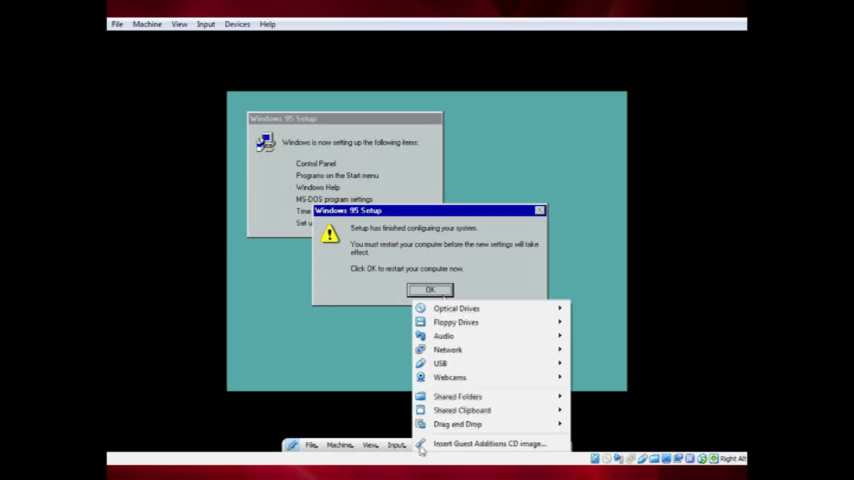 File Machine View Input Devices Help
Windows 95 Setup
Windows is now setting up the following items:
Control Panel
Programs on the Start menu
Windows Help
MS-DOS program settings
Time
Set u
Windows 95 Setup
Setup has finished configuring your system.
You must restart your computer before the new settings will take
effect.
Click OK to restart your computer now.
OK
Optical Drives
Floppy Drives
Audio
Network
USB
Webcams
Shared Folders
Shared Clipboard
Drag and Drop
Insert Guest Additions CD image...
File Machine View Input
Right Alt